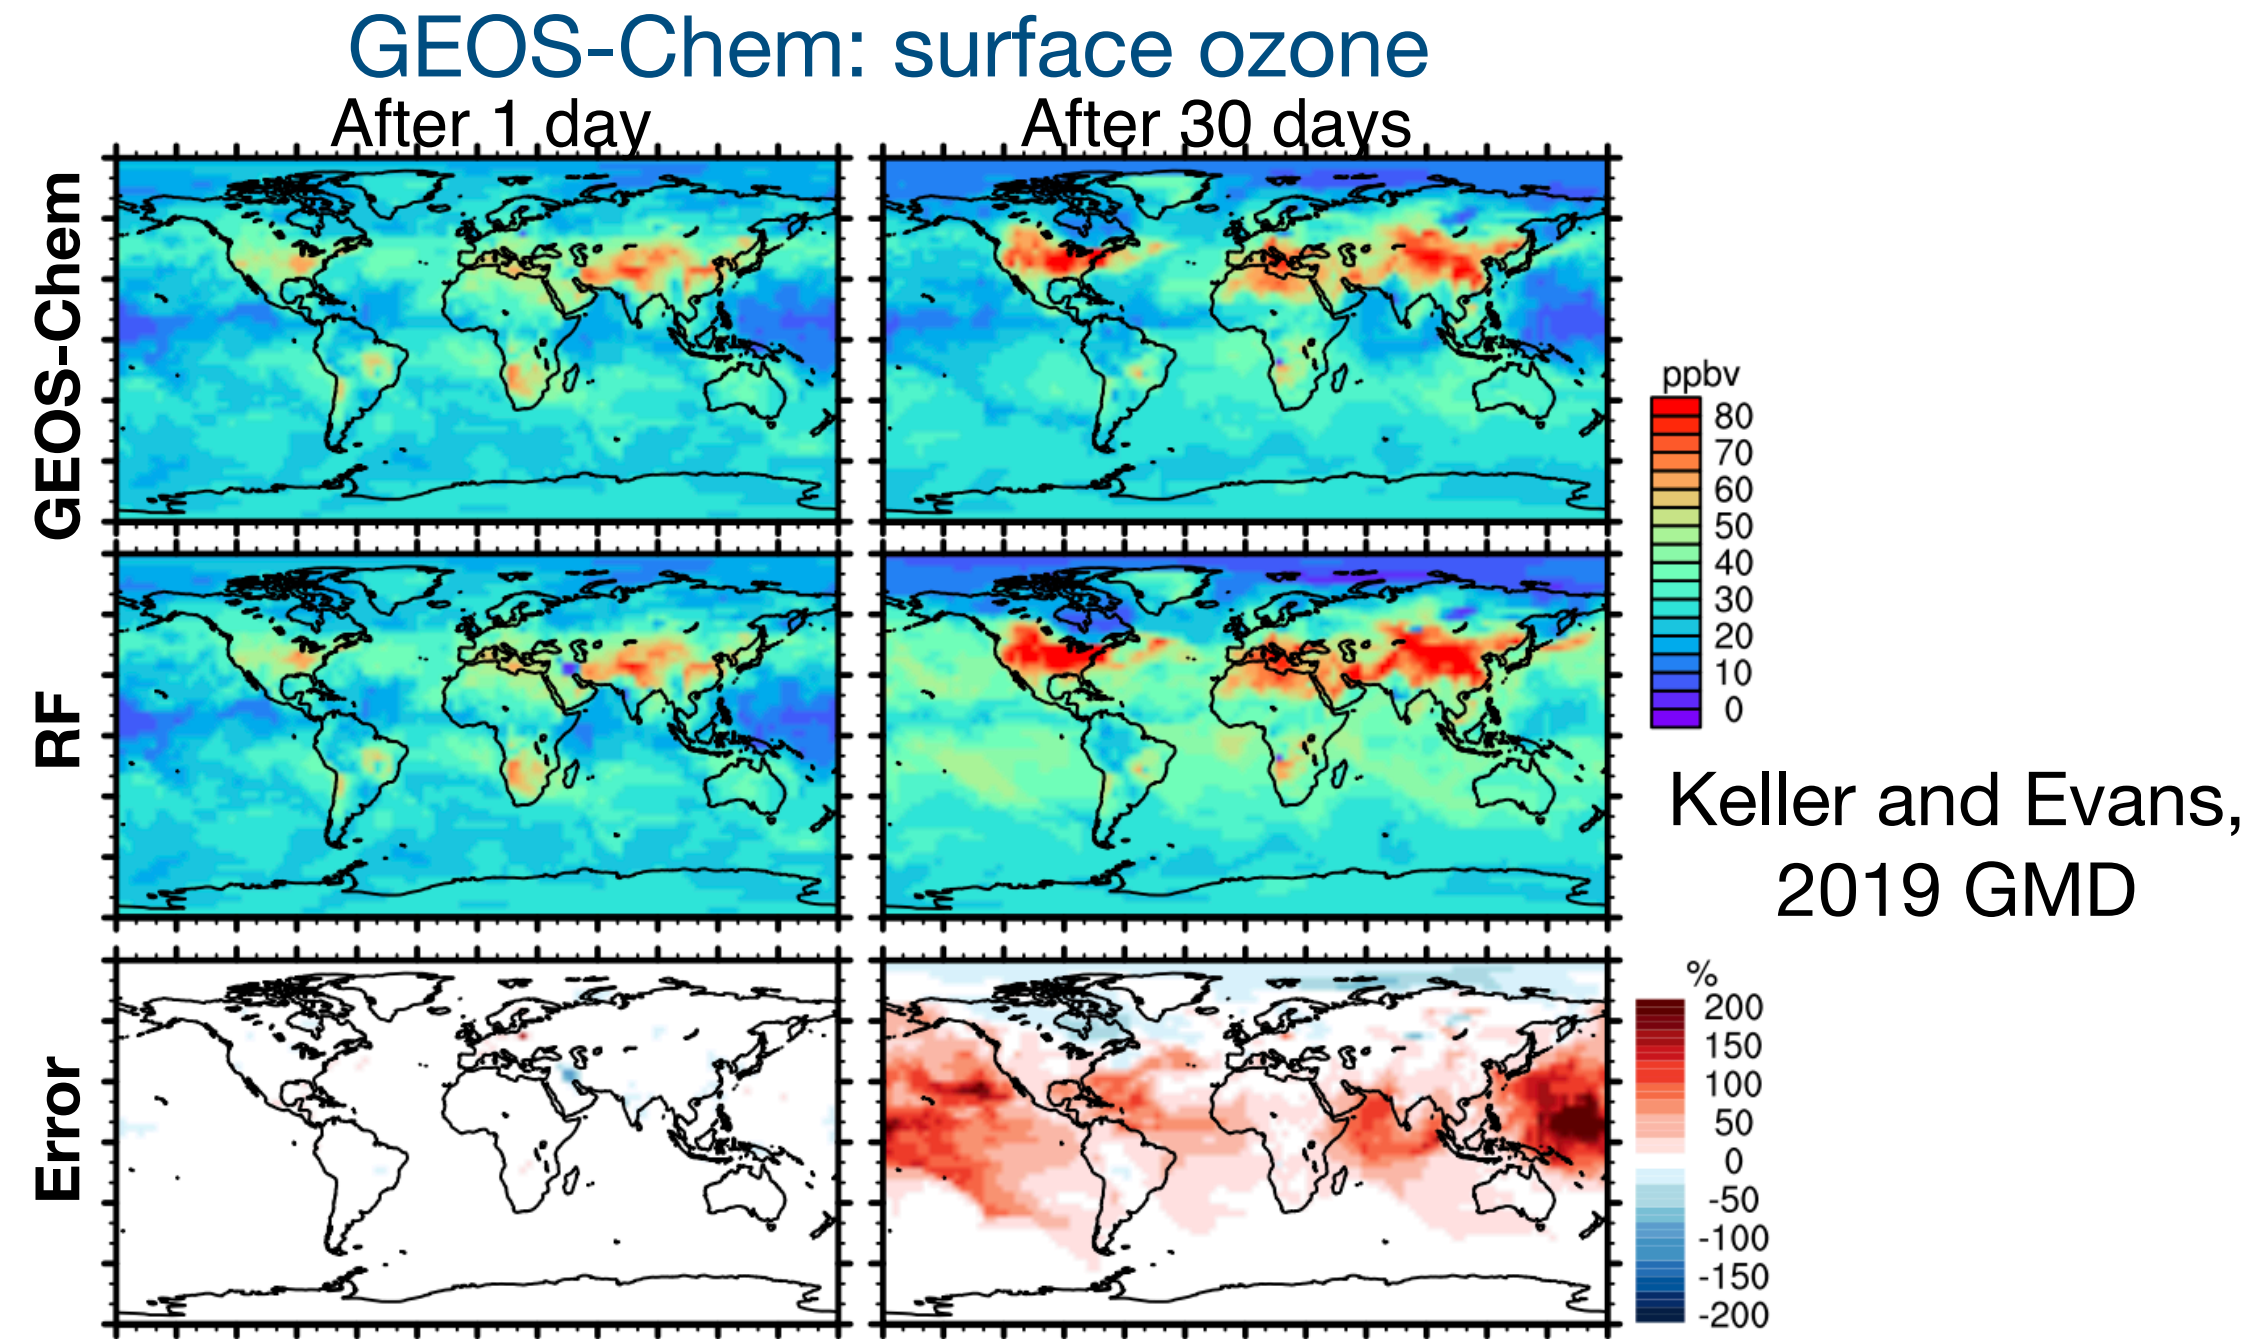 GEOS-Chem: surface ozone
After 1 day
After 30 days
GEOS-Chem
RF
Error
ppbv
80
70
60
50
40
30
20
10
0
Keller and Evans,
2019 GMD
%
200
150
100
50
0
-50
-100
-150
-200